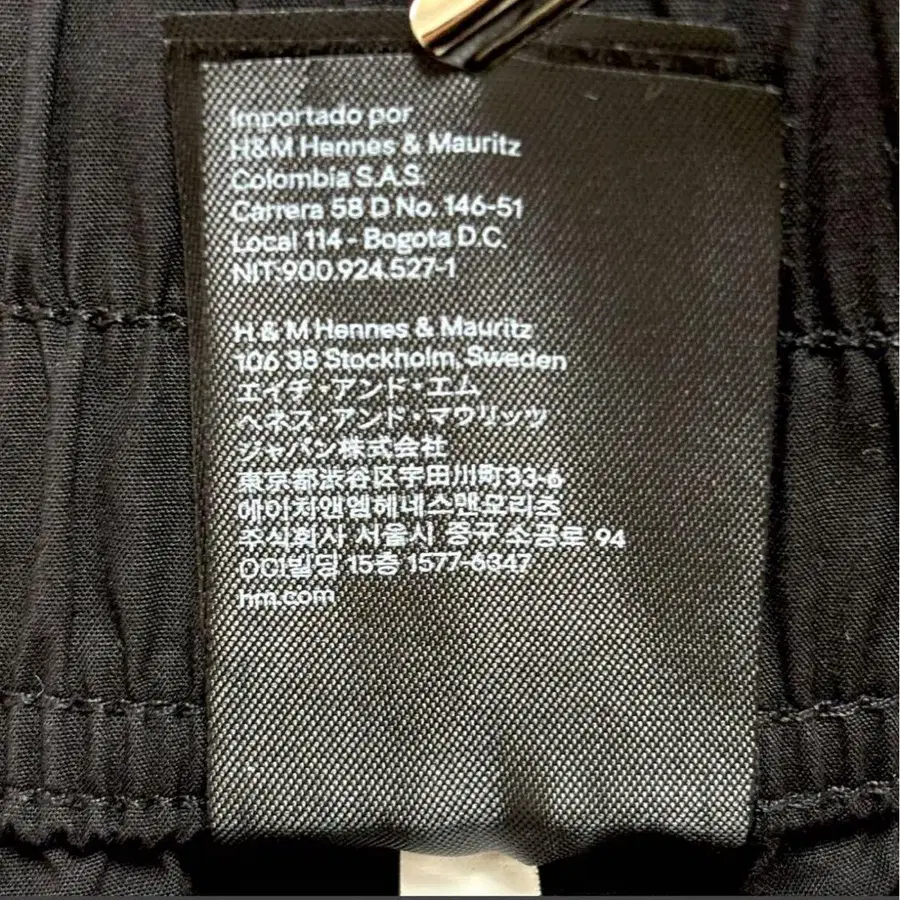 Importado por
H&M Hennes & Mauritz
Colombia S.A.S.
Carrera 58 D No. 146-51
Local 114 - Bogota D.C.
NIT:900 924.527-1
H & M Hennes & Mauritz
106 38 Stockholm, Sweden
エイチ・アンド・エム
ヘネス・アンド・マウリッツ
ジャパン株式会社
東京都渋谷区宇田川町33-6
에이치앤엠헤네스앤모리츠
주식회사 서울시 중구 소공로 94
OCI빌딩 15층 1577-6347
hm.com